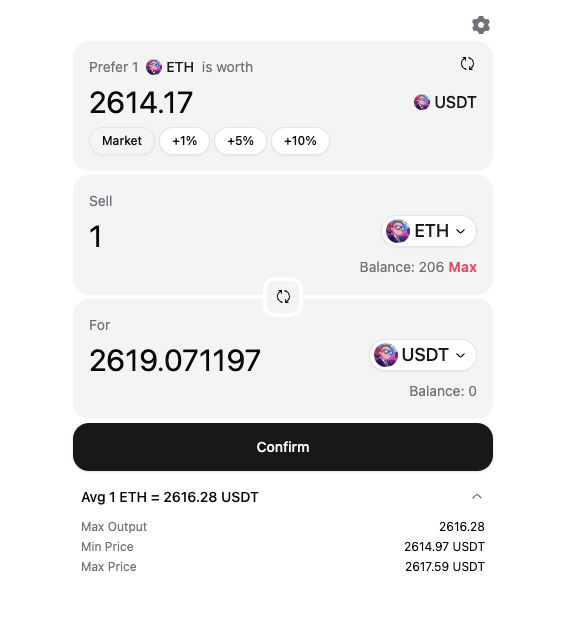 Prefer 1 ETH is worth
2614.17 USDT
Market +1% +5% +10%
Sell
1 ETH
Balance: 206 Max
For
2619.071197 USDT
Balance: 0
Confirm
Avg 1 ETH = 2616.28 USDT
Max Output 2616.28
Min Price 2614.97 USDT
Max Price 2617.59 USDT